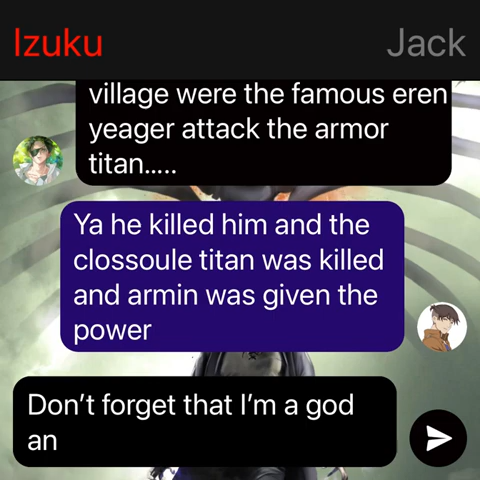 Izuku Jack
village were the famous eren
yeager attack the armor
titan.....
Ya he killed him and the
clossoule titan was killed
and armin was given the
power
Don't forget that I'm a god
an